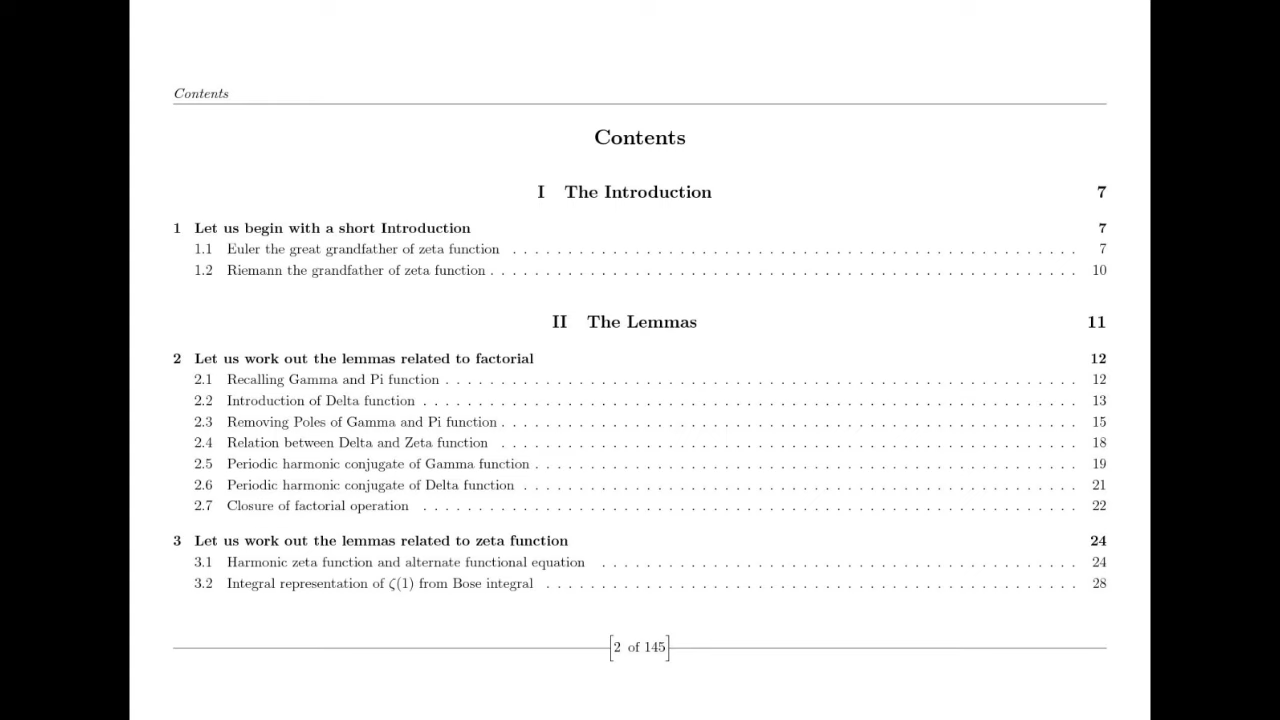 Contents
Contents
I The Introduction 7
1 Let us begin with a short Introduction 7
1.1 Euler the great grandfather of zeta function . . . . . . . . . . . . . . . . . . . . . . . . . . . . . . . . . . . . . . . . . . . . . . . . . . . 7
1.2 Riemann the grandfather of zeta function . . . . . . . . . . . . . . . . . . . . . . . . . . . . . . . . . . . . . . . . . . . . . . . . . . . . . 10
II The Lemmas 11
2 Let us work out the lemmas related to factorial 12
2.1 Recalling Gamma and Pi function . . . . . . . . . . . . . . . . . . . . . . . . . . . . . . . . . . . . . . . . . . . . . . . . . . . . . . . . . 12
2.2 Introduction of Delta function . . . . . . . . . . . . . . . . . . . . . . . . . . . . . . . . . . . . . . . . . . . . . . . . . . . . . . . . . . . 13
2.3 Removing Poles of Gamma and Pi function . . . . . . . . . . . . . . . . . . . . . . . . . . . . . . . . . . . . . . . . . . . . . . . . . . . . 15
2.4 Relation between Delta and Zeta function . . . . . . . . . . . . . . . . . . . . . . . . . . . . . . . . . . . . . . . . . . . . . . . . . . . . 18
2.5 Periodic harmonic conjugate of Gamma function . . . . . . . . . . . . . . . . . . . . . . . . . . . . . . . . . . . . . . . . . . . . . . . . . 19
2.6 Periodic harmonic conjugate of Delta function . . . . . . . . . . . . . . . . . . . . . . . . . . . . . . . . . . . . . . . . . . . . . . . . . . 21
2.7 Closure of factorial operation . . . . . . . . . . . . . . . . . . . . . . . . . . . . . . . . . . . . . . . . . . . . . . . . . . . . . . . . . . . 22
3 Let us work out the lemmas related to zeta function 24
3.1 Harmonic zeta function and alternate functional equation . . . . . . . . . . . . . . . . . . . . . . . . . . . . . . . . . . . . . . . . . . . 24
3.2 Integral representation of ζ(1) from Bose integral . . . . . . . . . . . . . . . . . . . . . . . . . . . . . . . . . . . . . . . . . . . . . . . . 28
[2 of 145]